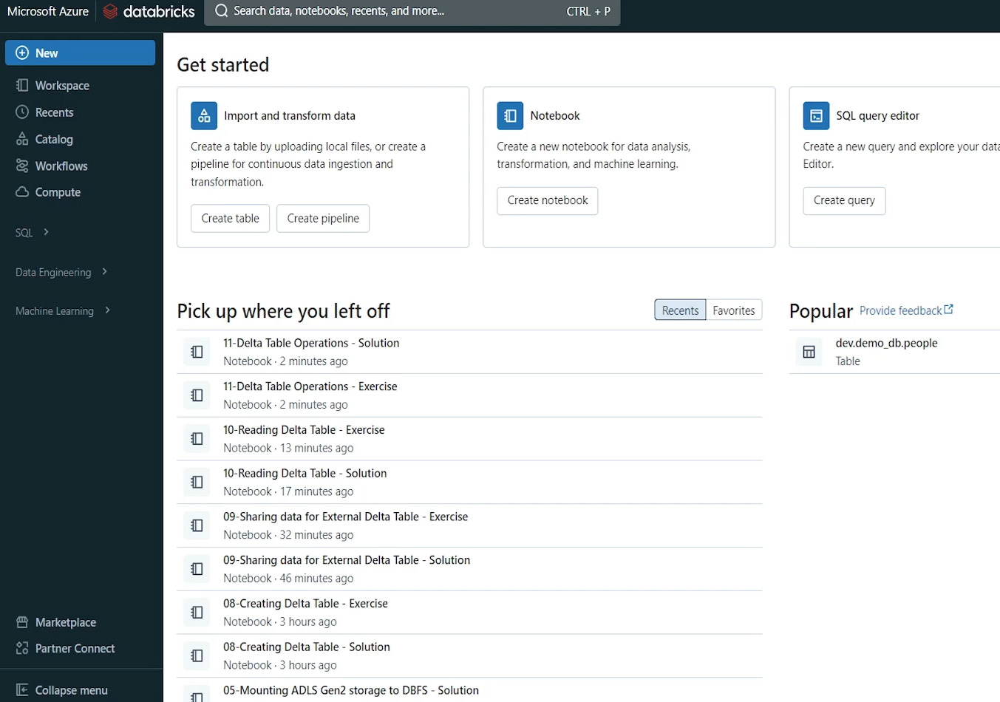 Microsoft Azure
databricks
Search data, notebooks, recents, and more...
CTRL + P
New
Workspace
Recents
Catalog
Workflows
Compute
SQL
Data Engineering
Machine Learning
Marketplace
Partner Connect
Collapse menu
Get started
Import and transform data
Create a table by uploading local files, or create a
pipeline for continuous data ingestion and
transformation.
Create table
Create pipeline
Notebook
Create a new notebook for data analysis,
transformation, and machine learning.
Create notebook
SQL query editor
Create a new query and explore your data
Editor.
Create query
Pick up where you left off
Recents
Favorites
11-Delta Table Operations - Solution
Notebook · 2 minutes ago
11-Delta Table Operations - Exercise
Notebook · 2 minutes ago
10-Reading Delta Table - Exercise
Notebook · 13 minutes ago
10-Reading Delta Table - Solution
Notebook · 17 minutes ago
09-Sharing data for External Delta Table - Exercise
Notebook · 32 minutes ago
09-Sharing data for External Delta Table - Solution
Notebook · 46 minutes ago
08-Creating Delta Table - Exercise
Notebook · 3 hours ago
08-Creating Delta Table - Solution
Notebook · 3 hours ago
05-Mounting ADLS Gen2 storage to DBFS - Solution
Popular
Provide feedback
dev.demo_db.people
Table